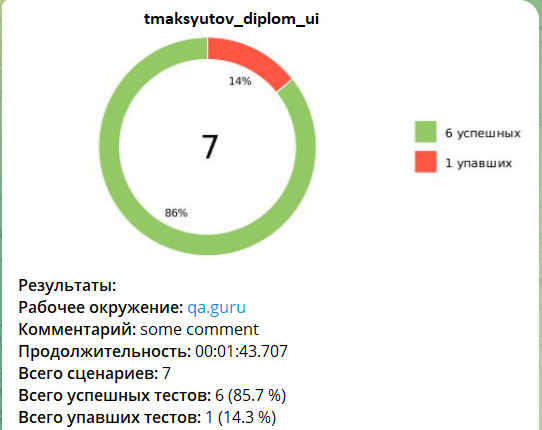 tmaksyutov_diplom_ui
14%
7
86%
6 успешных
1 упавших
Результаты:
Рабочее окружение: qa.guru
Комментарий: some comment
Продолжительность: 00:01:43.707
Всего сценариев: 7
Всего успешных тестов: 6 (85.7 %)
Всего упавших тестов: 1 (14.3 %)